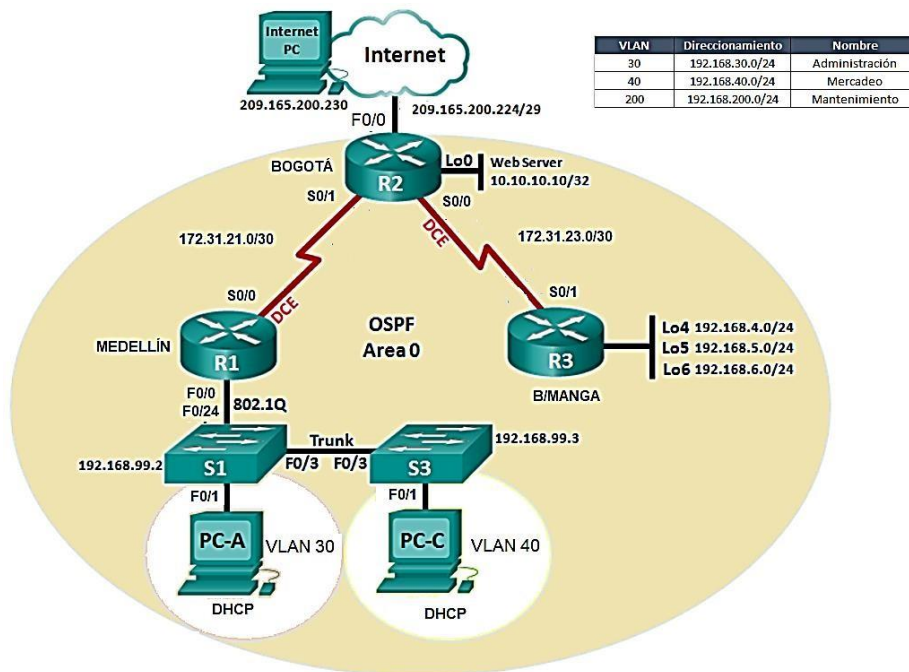 Internet
PC
Internet
209.165.200.230
209.165.200.224/29
F0/0
VLAN Direccionamiento Nombre
30 192.168.30.0/24 Administración
40 192.168.40.0/24 Mercadeo
200 192.168.200.0/24 Mantenimiento
BOGOTÁ
R2
Lo0
Web Server
10.10.10.10/32
S0/1
S0/0
DCE
172.31.21.0/30
172.31.23.0/30
S0/0
DCE
S0/1
MEDELLÍN
R1
OSPF
Area 0
R3
B/MANGA
Lo4 192.168.4.0/24
Lo5 192.168.5.0/24
Lo6 192.168.6.0/24
F0/0
F0/24
802.1Q
192.168.99.2
S1
Trunk
F0/3 F0/3
S3
192.168.99.3
F0/1
PC-A
VLAN 30
DHCP
F0/1
PC-C
VLAN 40
DHCP